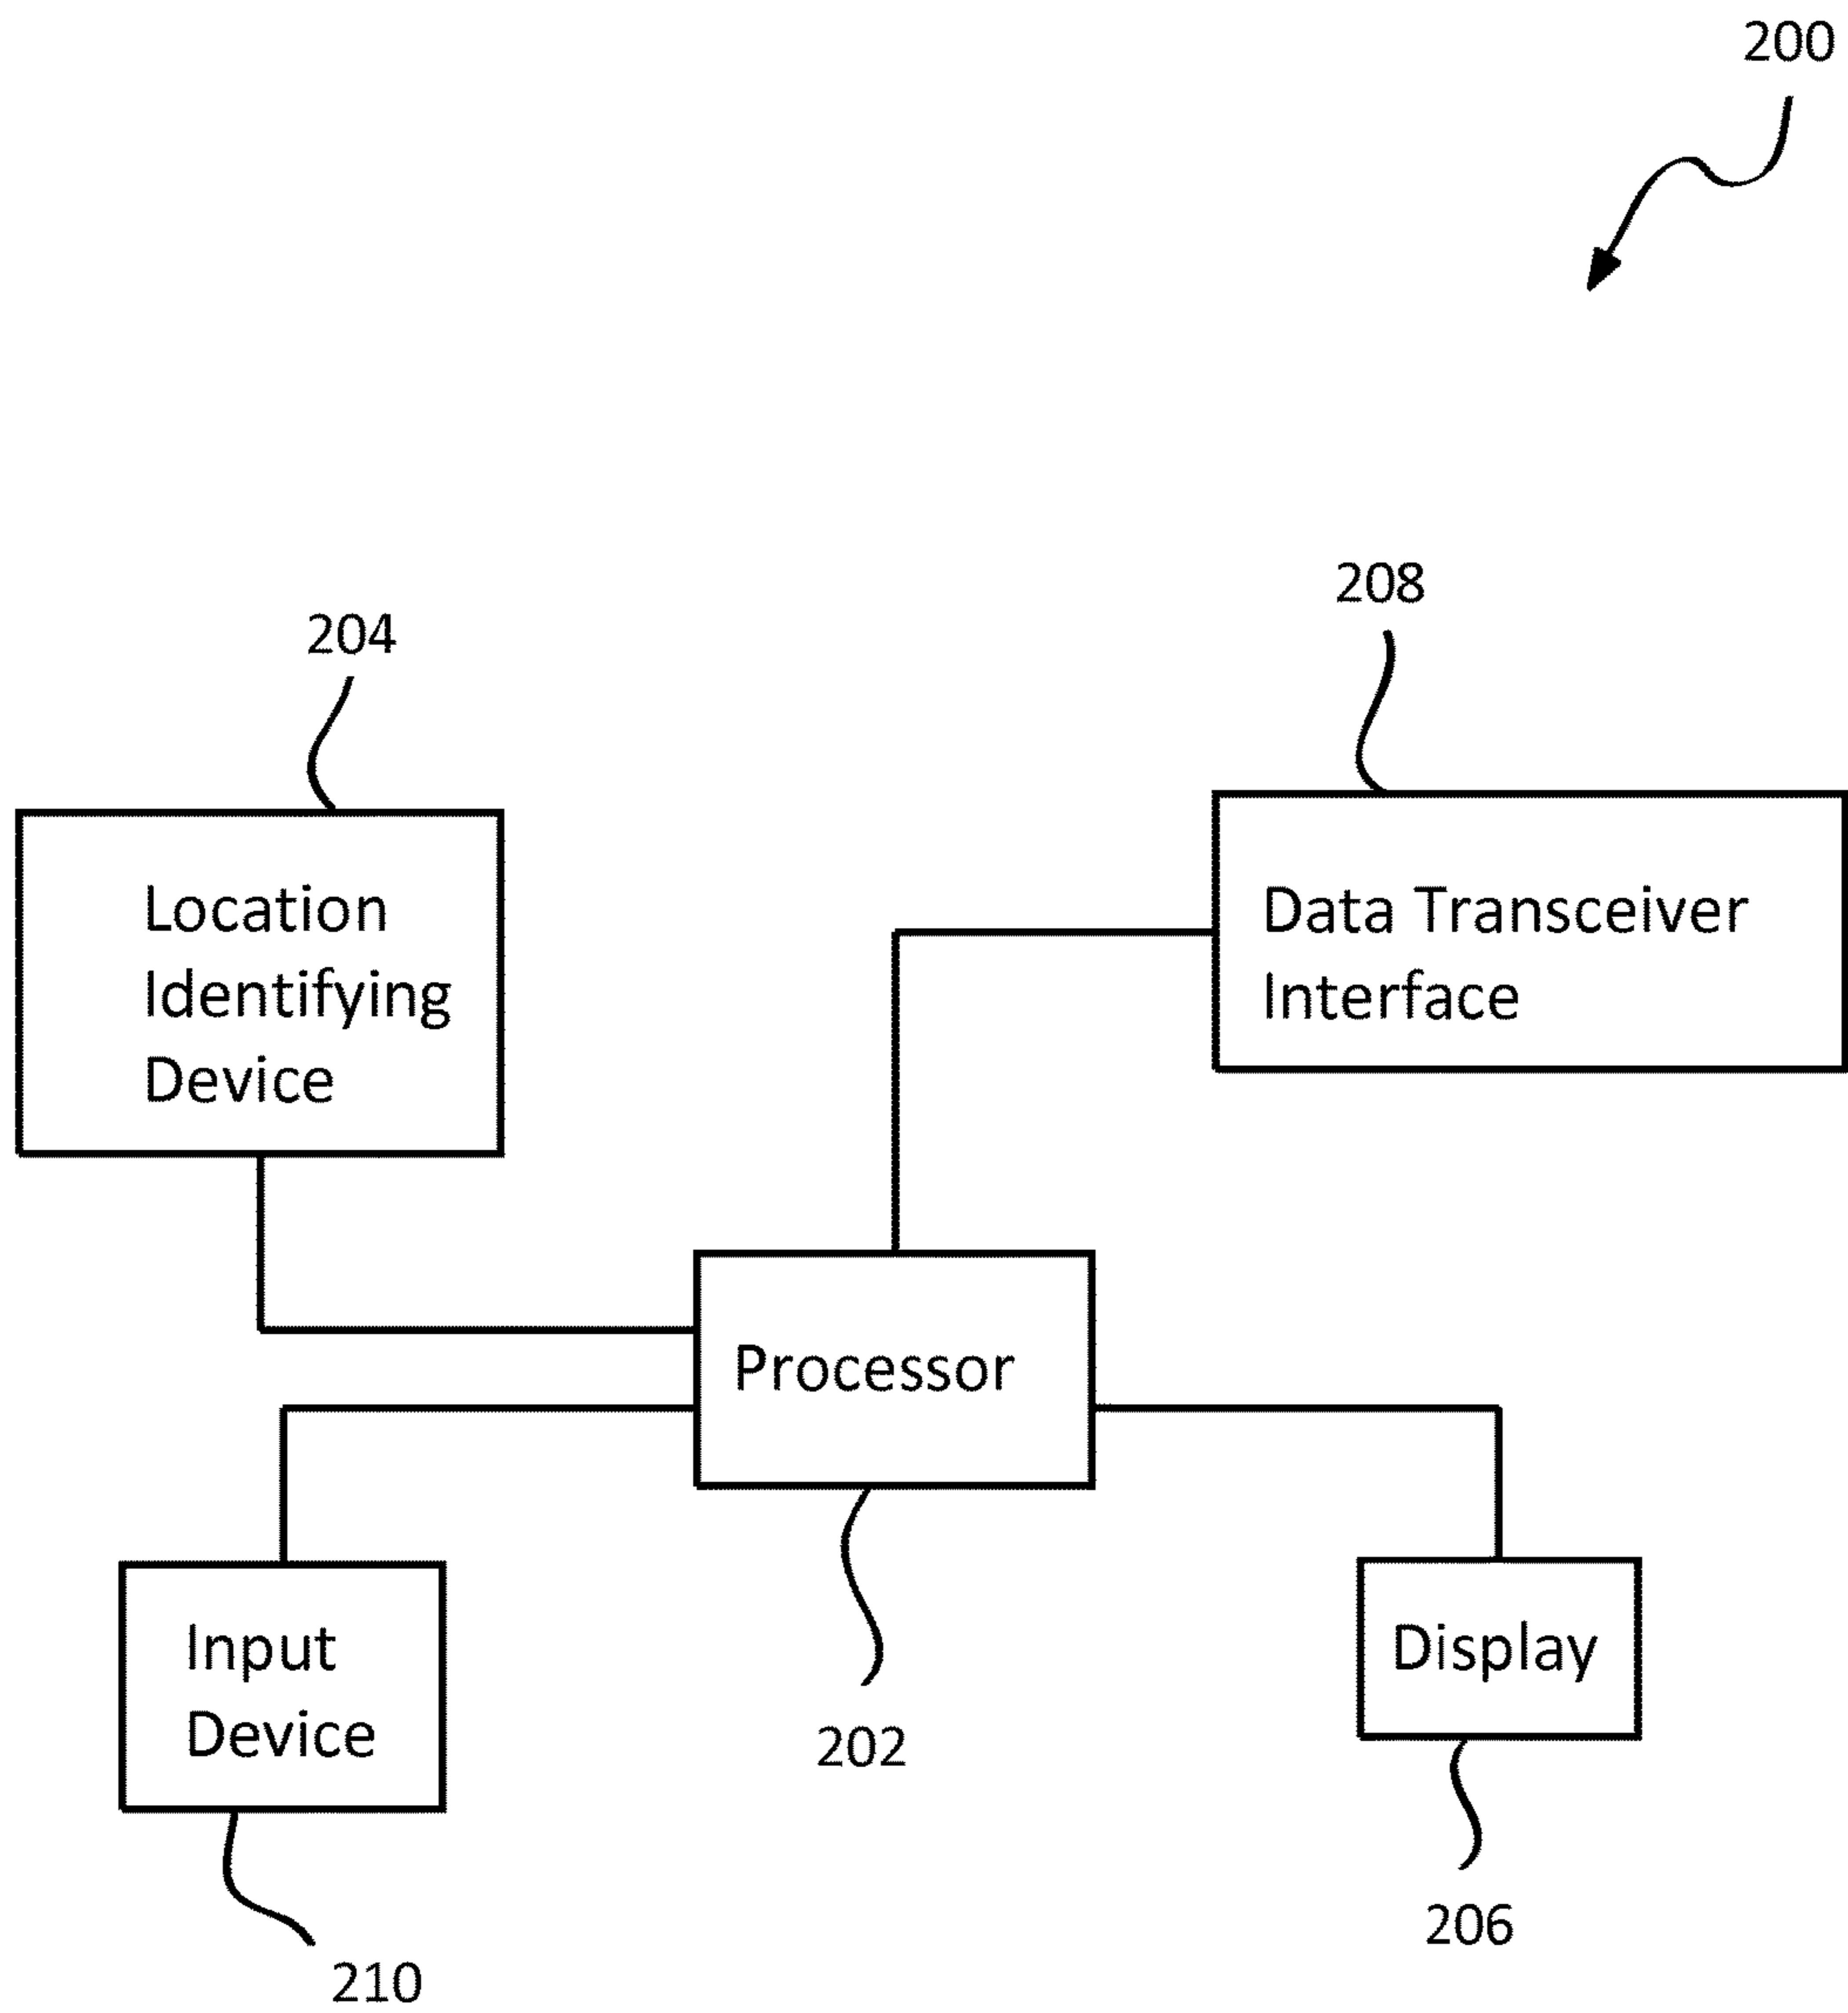 200
208
204
Location
Identifying
Device
Data Transceiver
Interface
Processor
Input
Device
Display
202
206
210